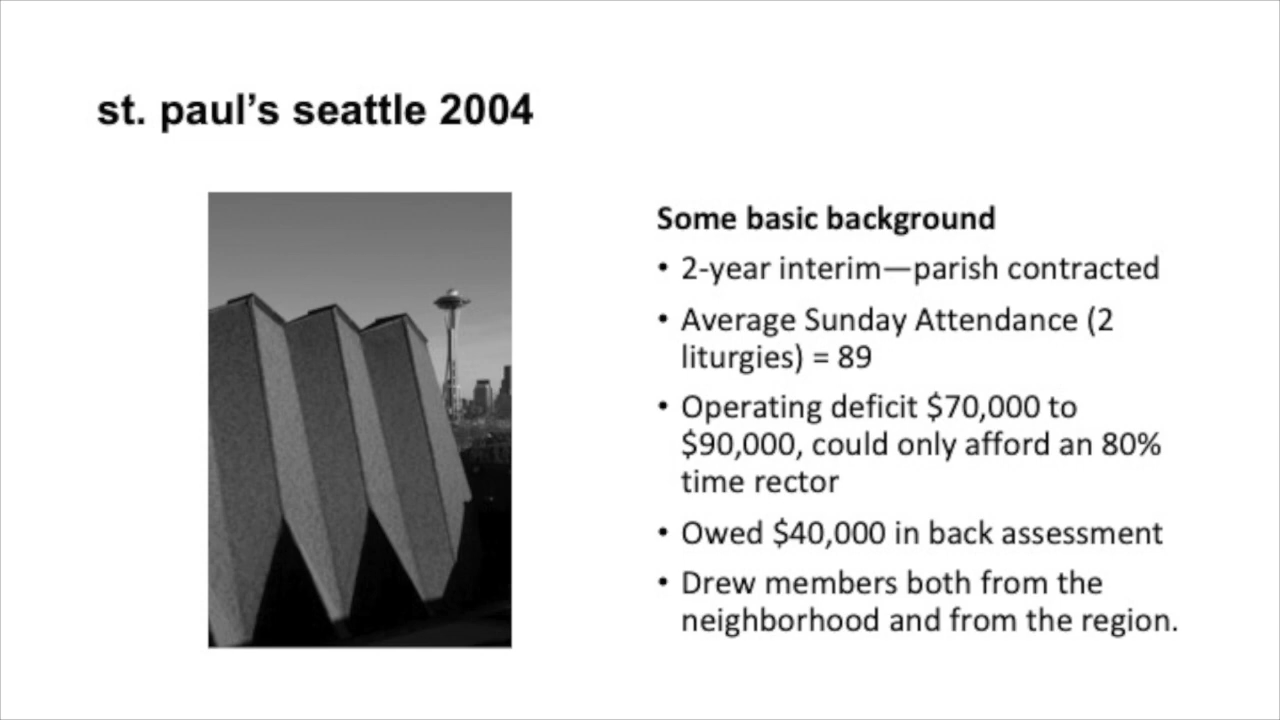 st. paul’s seattle 2004
Some basic background
• 2-year interim—parish contracted
• Average Sunday Attendance (2
liturgies) = 89
• Operating deficit $70,000 to
$90,000, could only afford an 80%
time rector
• Owed $40,000 in back assessment
• Drew members both from the
neighborhood and from the region.